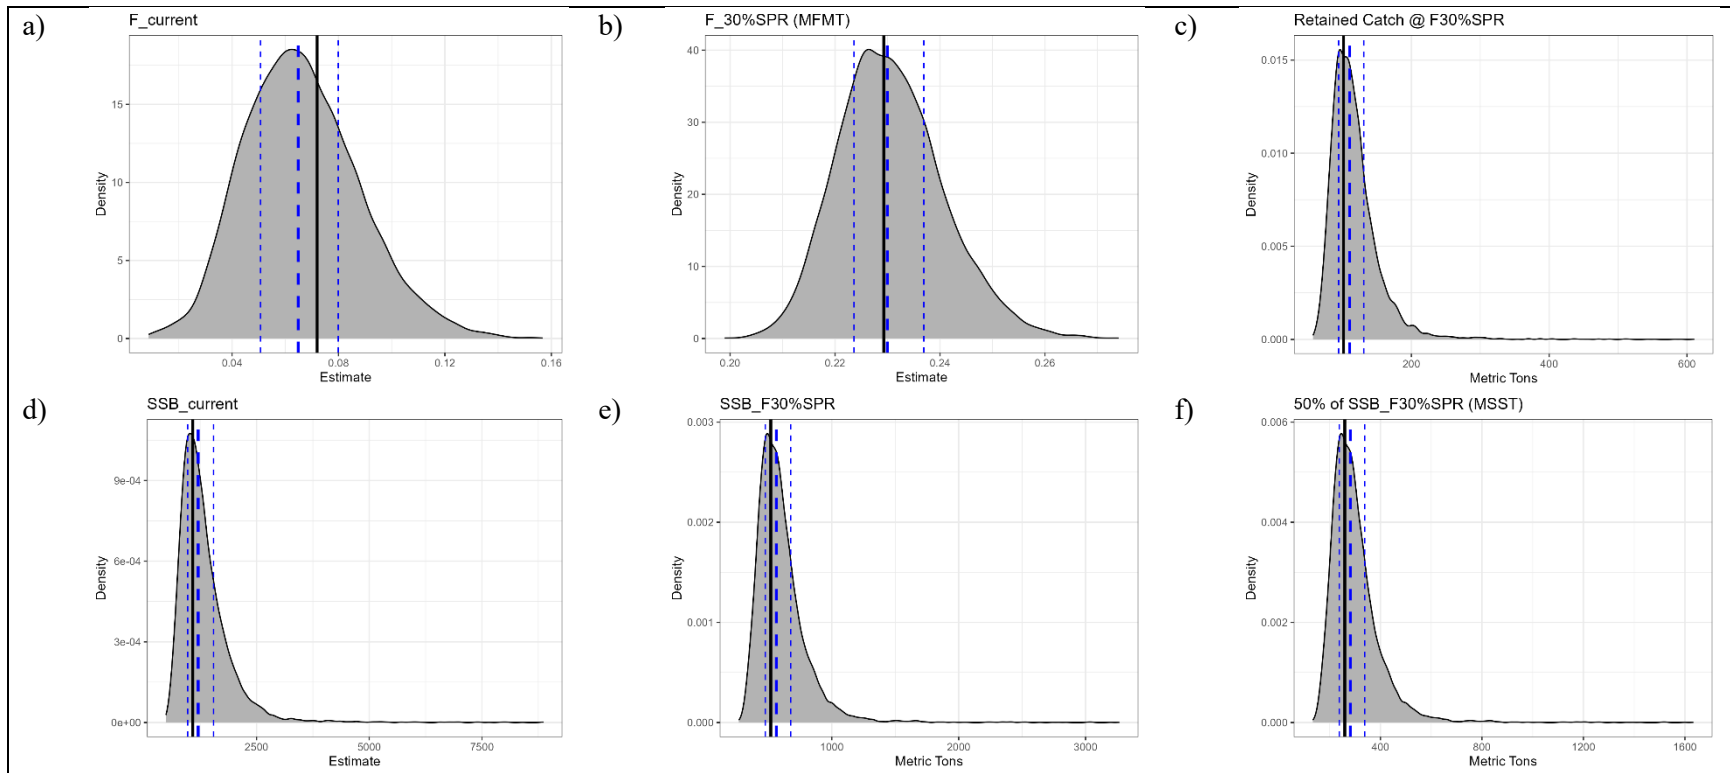 a)
F_current
15
10
5
0
Density
0.04
0.08
0.12
0.16
Estimate
b)
F_30%SPR (MFMT)
40
30
20
10
0
Density
0.20
0.22
0.24
0.26
Estimate
c)
Retained Catch @ F30%SPR
0.015
0.010
0.005
0.000
Density
200
400
600
Metric Tons
d)
SSB_current
9e-04
6e-04
3e-04
0e+00
Density
2500
5000
7500
Estimate
e)
SSB_F30%SPR
0.003
0.002
0.001
0.000
Density
1000
2000
3000
Metric Tons
f)
50% of SSB_F30%SPR (MSST)
0.006
0.004
0.002
0.000
Density
400
800
1200
1600
Metric Tons